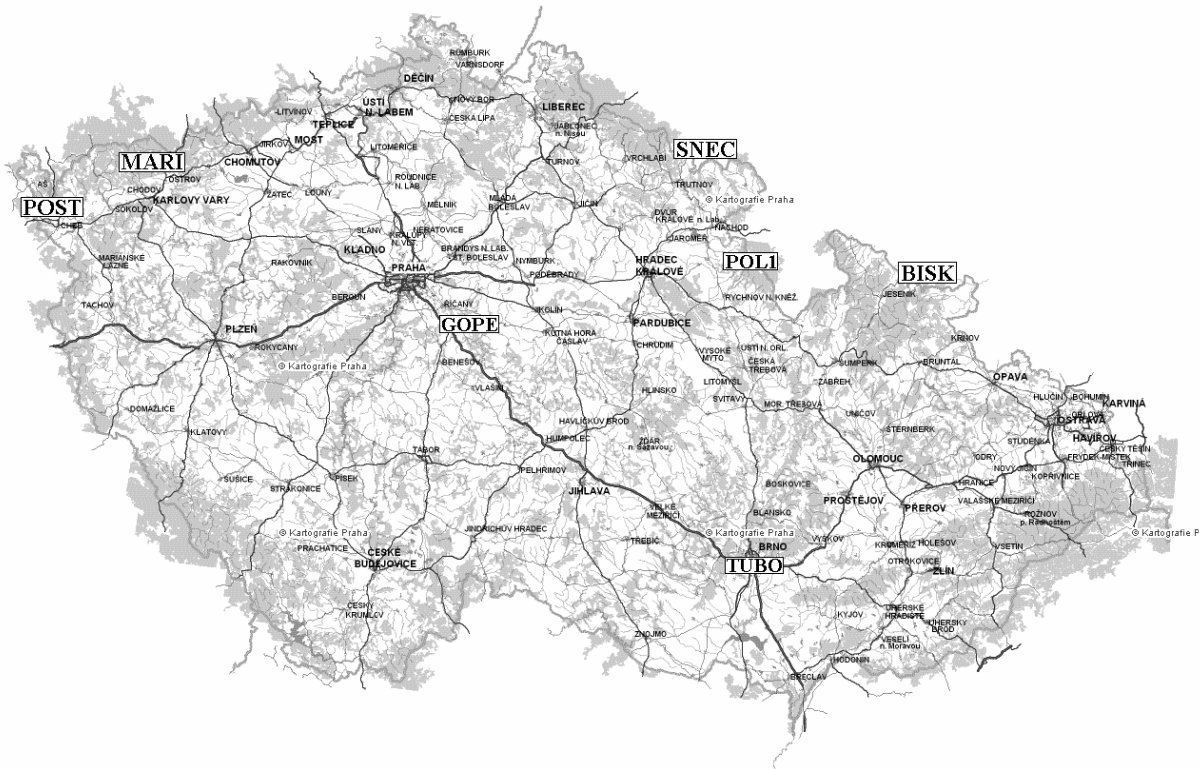 RUMBURK
VARNSDORF
DĚČÍN
ÚSTÍ
N. LABEM
NOVÝ BOR
LITVÍNOV
LIBEREC
TEPLICE
ČESKÁ LÍPA
JABLONEC
n. Nisou
MOST
JIRKOV
LITOMĚŘICE
SNEC
MARI
CHOMUTOV
TURNOV
VRCHLABÍ
OSTROV
ROUDNICE
N. LAB.
AŠ
CHODOV
TRUTNOV
ŽATEC
LOUNY
KARLOVY VARY
MLADÁ
BOLESLAV
© Kartografie Praha
POST
SOKOLOV
MĚLNÍK
JIČÍN
DVŮR
KRÁLOVÉ n. Lab.
CHEB
SLANÝ
NERATOVICE
KRALUPY
N. VLT.
NÁCHOD
JAROMĚŘ
KLADNO
BRANDÝS N. LAB.
- ST. BOLESLAV
MARIÁNSKÉ
LÁZNĚ
RAKOVNÍK
PRAHA
NYMBURK
PODĚBRADY
HRADEC
KRÁLOVÉ
POL1
BISK
BEROUN
RYCHNOV N. KNĚŽ.
JESENÍK
TACHOV
ŘÍČANY
KOLÍN
GOPE
PARDUBICE
PLZEŇ
KUTNÁ HORA
ČÁSLAV
KRNOV
ROKYCANY
CHRUDIM
VYSOKÉ
MÝTO
ÚSTÍ N. ORL.
ČESKÁ
TŘEBOVÁ
BENEŠOV
© Kartografie Praha
ŠUMPERK
BRUNTÁL
OPAVA
VLAŠIM
HLINSKO
LITOMYŠL
ZÁBŘEH
SVITAVY
HLUČÍN
BOHUMÍN
KARVINÁ
DOMAŽLICE
MOR. TŘEBOVÁ
UNIČOV
ORLOVÁ
OSTRAVA
HAVLÍČKŮV BROD
KLATOVY
ŠTERNBERK
HUMPOLEC
ŽĎÁR
n. Sázavou
STUDÉNKA
HAVÍŘOV
ČESKÝ TĚŠÍN
TÁBOR
OLOMOUC
ODRY
FRÝDEK-MÍSTEK
TŘINEC
PELHŘIMOV
NOVÝ JIČÍN
KOPŘIVNICE
SUŠICE
PÍSEK
STRAKONICE
JIHLAVA
BOSKOVICE
HRANICE
PROSTĚJOV
VALAŠSKÉ MEZIŘÍČÍ
PŘEROV
VELKÉ
MEZIŘÍČÍ
BLANSKO
ROŽNOV
p. Radhoštěm
JINDŘICHŮV HRADEC
© Kartografie Praha
© Kartografie Praha
© Kartografie P
TŘEBÍČ
VYŠKOV
PRACHATICE
BRNO
KROMĚŘÍŽ
HOLEŠOV
VSETÍN
ČESKÉ
BUDĚJOVICE
TUBO
OTROKOVICE
ZLÍN
ČESKÝ
KRUMLOV
KYJOV
UHERSKÉ
HRADIŠTĚ
UHERSKÝ
BROD
ZNOJMO
VESELÍ
n. Moravou
HODONÍN
BŘECLAV